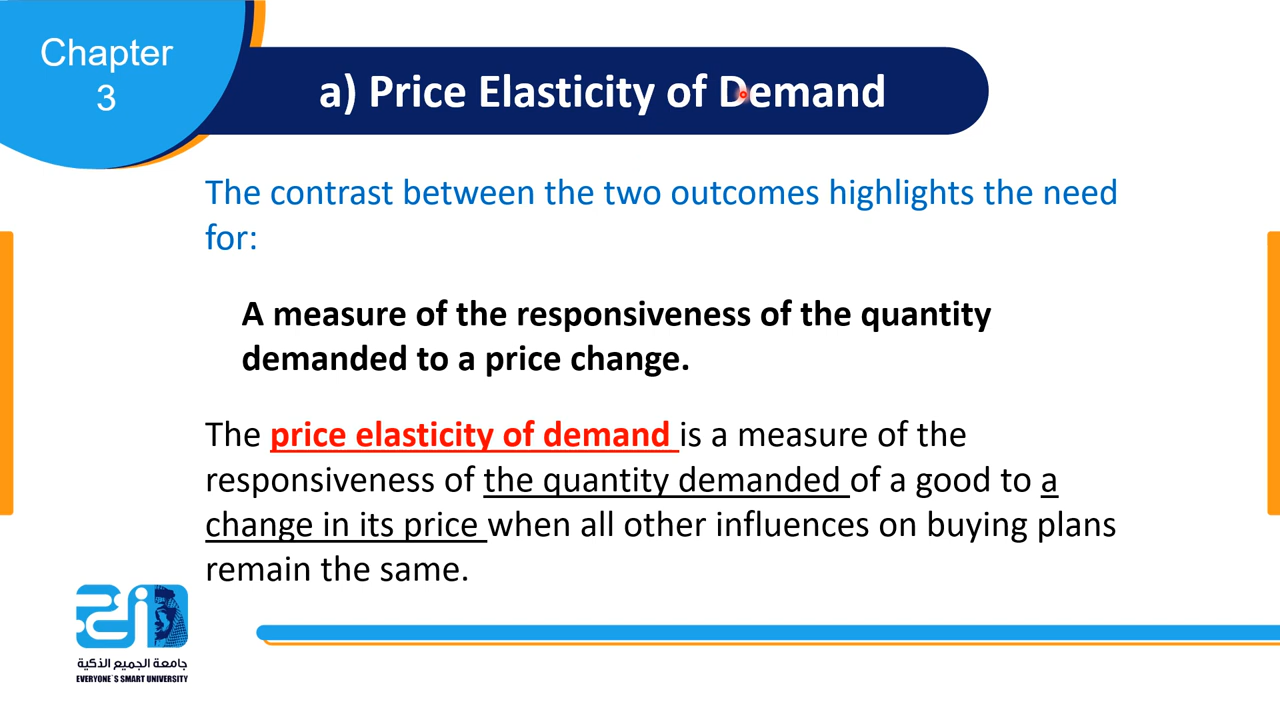 Chapter
3
a) Price Elasticity of Demand
The contrast between the two outcomes highlights the need
for:
A measure of the responsiveness of the quantity
demanded to a price change.
The price elasticity of demand is a measure of the
responsiveness of the quantity demanded of a good to a
change in its price when all other influences on buying plans
remain the same.
جامعة الجميع الذكية
EVERYONE`S SMART UNIVERSITY